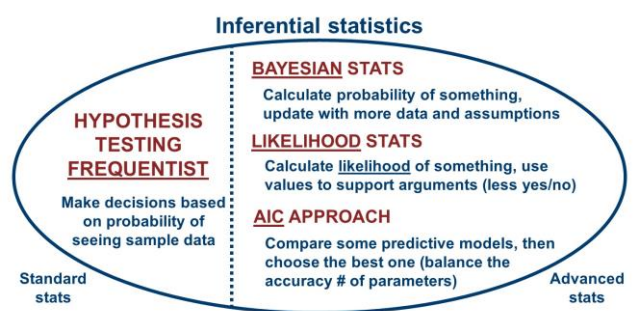 Inferential statistics
HYPOTHESIS
TESTING
FREQUENTIST
Make decisions based
on probability of
seeing sample data
Standard
stats
BAYESIAN STATS
Calculate probability of something,
update with more data and assumptions
LIKELIHOOD STATS
Calculate likelihood of something, use
values to support arguments (less yes/no)
AIC APPROACH
Compare some predictive models, then
choose the best one (balance the
accuracy # of parameters)
Advanced
stats